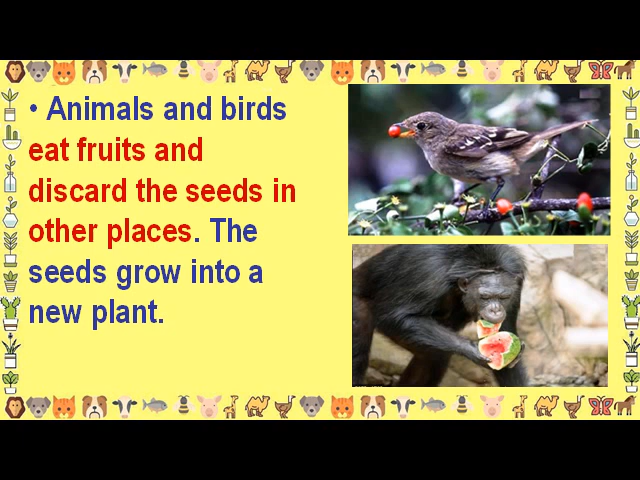 • Animals and birds
eat fruits and
discard the seeds in
other places. The
seeds grow into a
new plant.